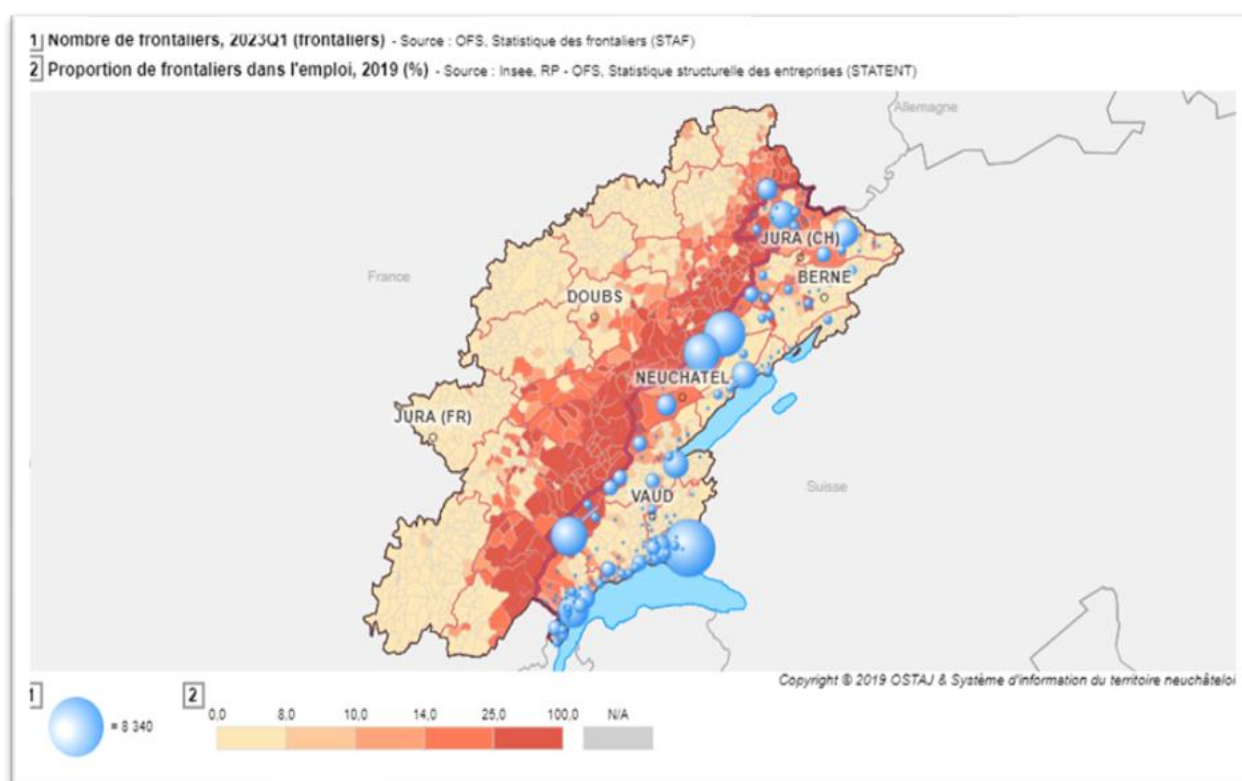 1 Nombre de frontaliers, 2023Q1 (frontaliers) - Source : OFS, Statistique des frontaliers (STAF)
2 Proportion de frontaliers dans l'emploi, 2019 (%) - Source : Insee, RP - OFS, Statistique structurelle des entreprises (STATENT)
Allemagne
JURA (CH)
France
BERNE
DOUBS
NEUCHATEL
JURA (FR)
Suisse
VAUD
Copyright © 2019 OSTAJ & Système d'information du territoire neuchâteloi
1 = 8 340
2
0,0 8,0 10,0 14,0 25,0 100,0 N/A